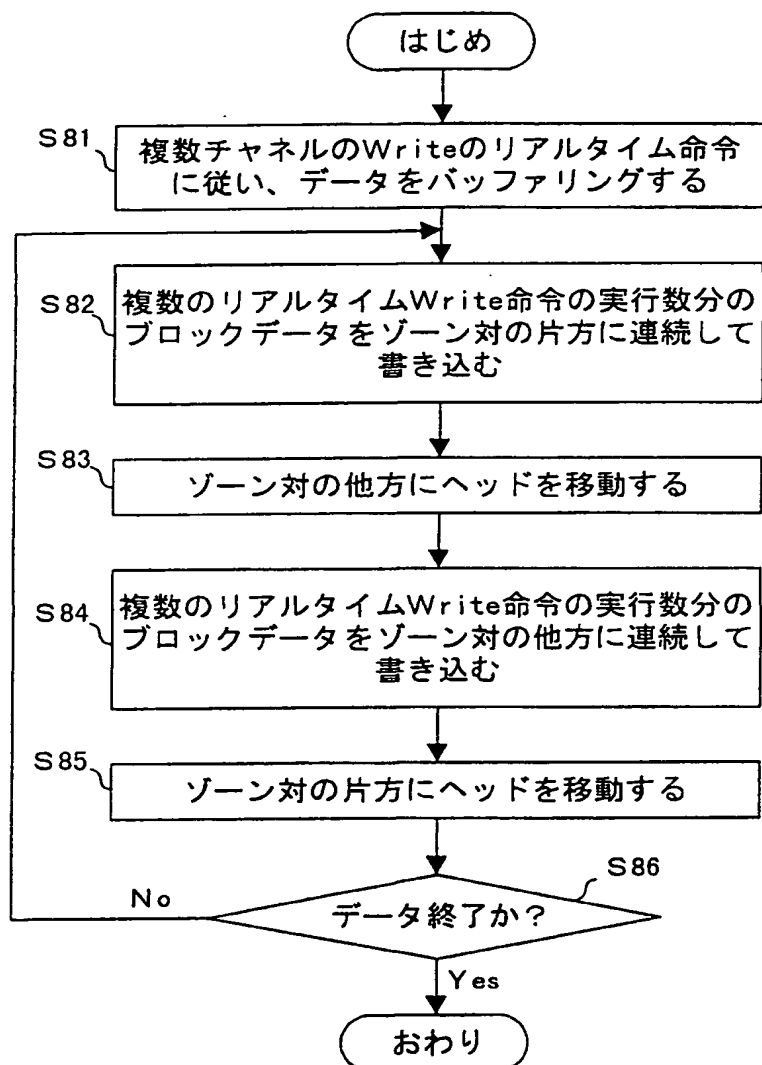 はじめ
S81
複数チャネルのWriteのリアルタイム命令
に従い、データをバッファリングする
S82
複数のリアルタイムWrite命令の実行数分の
ブロックデータをゾーン対の片方に連続して
書き込む
S83
ゾーン対の他方にヘッドを移動する
S84
複数のリアルタイムWrite命令の実行数分の
ブロックデータをゾーン対の他方に連続して
書き込む
S85
ゾーン対の片方にヘッドを移動する
S86
No
データ終了か?
Yes
おわり